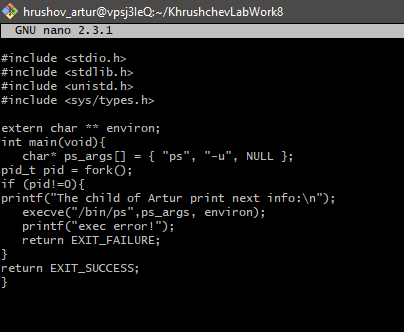 hrushov_artur@vpsj3leQ:~/KhrushchevLabWork8
GNU nano 2.3.1
#include <stdio.h>
#include <stdlib.h>
#include <unistd.h>
#include <sys/types.h>
extern char ** environ;
int main(void){
char* ps_args[] = { "ps", "-u", NULL };
pid_t pid = fork();
if (pid!=0){
printf("The child of Artur print next info:\n");
execve("/bin/ps",ps_args, environ);
printf("exec error!");
return EXIT_FAILURE;
}
return EXIT_SUCCESS;
}